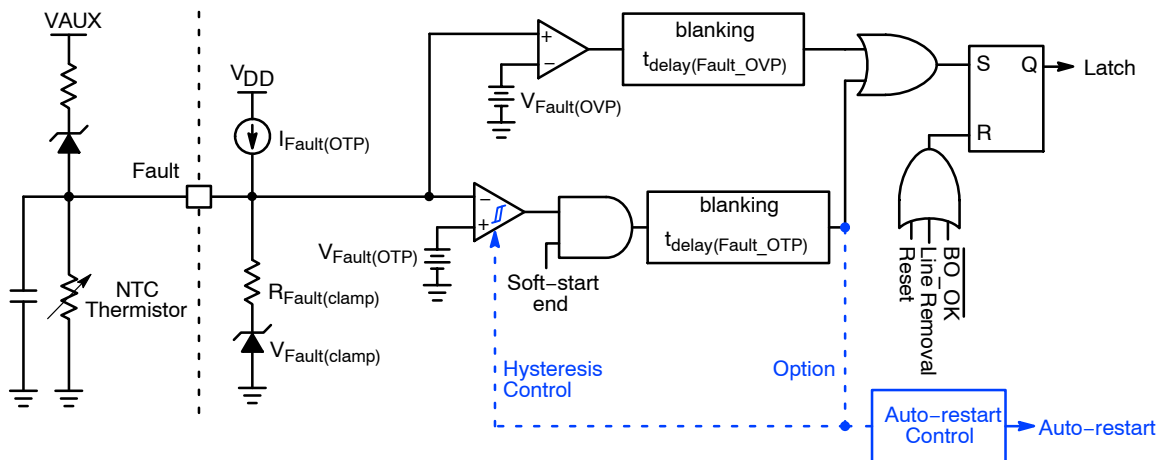 VAUX
VDD
IFault(OTP)
Fault
NTC
Thermistor
RFault(clamp)
VFault(clamp)
+
−
VFault(OVP)
blanking
tdelay(Fault_OVP)
−
+
VFault(OTP)
Soft−start
end
blanking
tdelay(Fault_OTP)
S
Q
R
Latch
Reset
Line Removal
BO_OK
Hysteresis
Control
Option
Auto−restart
Control
Auto−restart